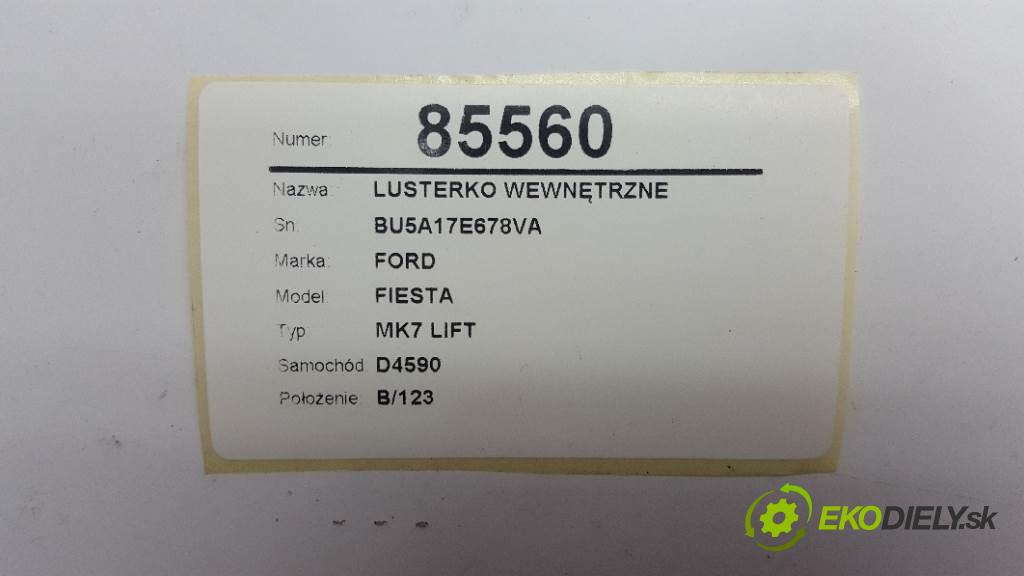 Numer: 85560
Nazwa: LUSTERKO WEWNĘTRZNE
Sn. BU5A17E678VA
Marka: FORD
Model: FIESTA
Typ MK7 LIFT
Samochód D4590
Położenie B/123
EKODIELY.sk